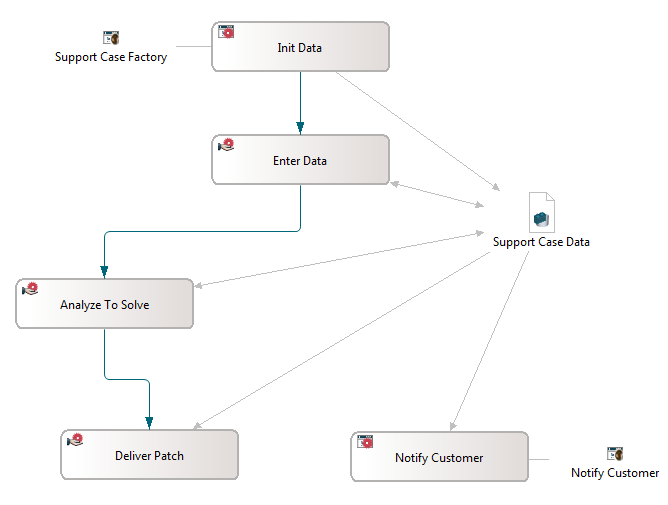 Init Data
Support Case Factory
Enter Data
Support Case Data
Analyze To Solve
Deliver Patch
Notify Customer
Notify Customer